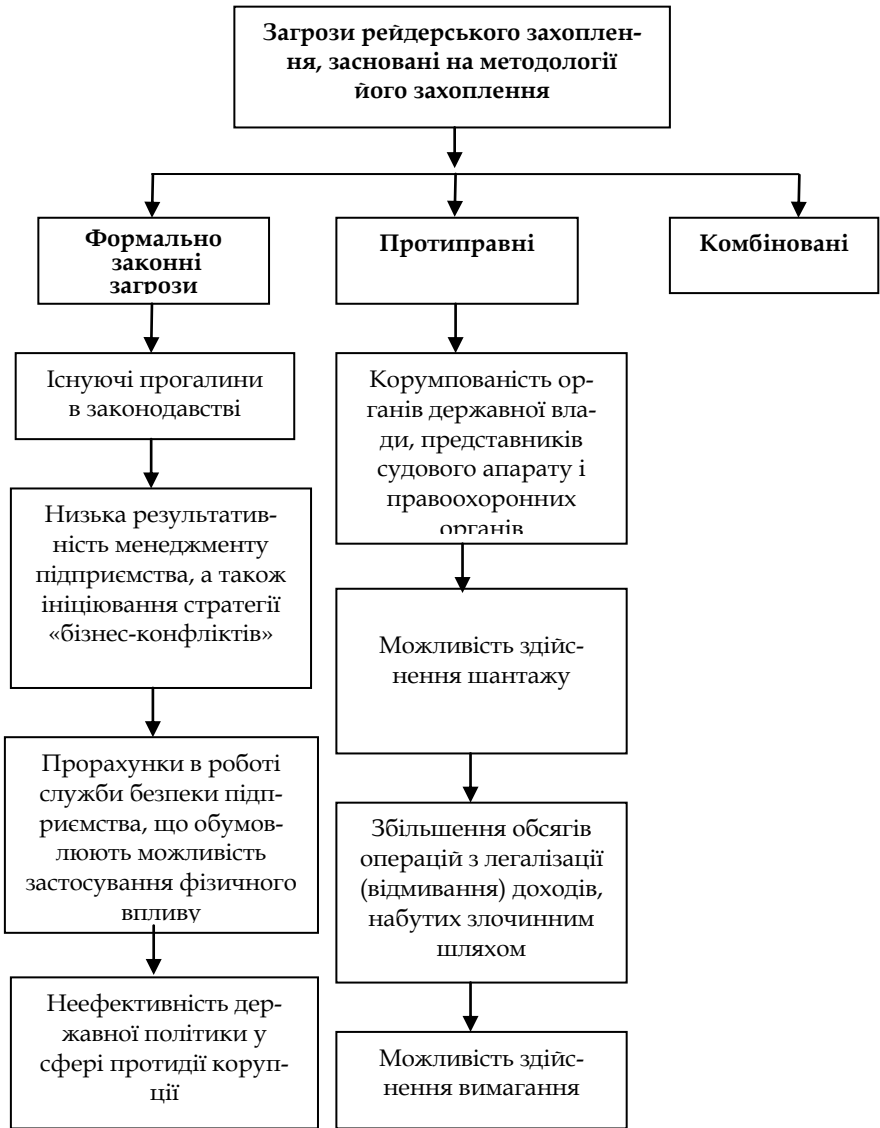 Загрози рейдерського захоплен-
ня, засновані на методології
його захоплення
Формально
законні
загрози
Протиправні
Комбіновані
Існуючі прогалини
в законодавстві
Корумпованість ор-
ганів державної вла-
ди, представників
судового апарату і
правоохоронних
органів
Низька результатив-
ність менеджменту
підприємства, а також
ініціювання стратегії
«бізнес-конфліктів»
Можливість здійс-
нення шантажу
Прорахунки в роботі
служби безпеки підп-
риємства, що обумов-
люють можливість
застосування фізичного
впливу
Збільшення обсягів
операцій з легалізації
(відмивання) доходів,
набутих злочинним
шляхом
Неефективність дер-
жавної політики у
сфері протидії коруп-
ції
Можливість здійс-
нення вимагання